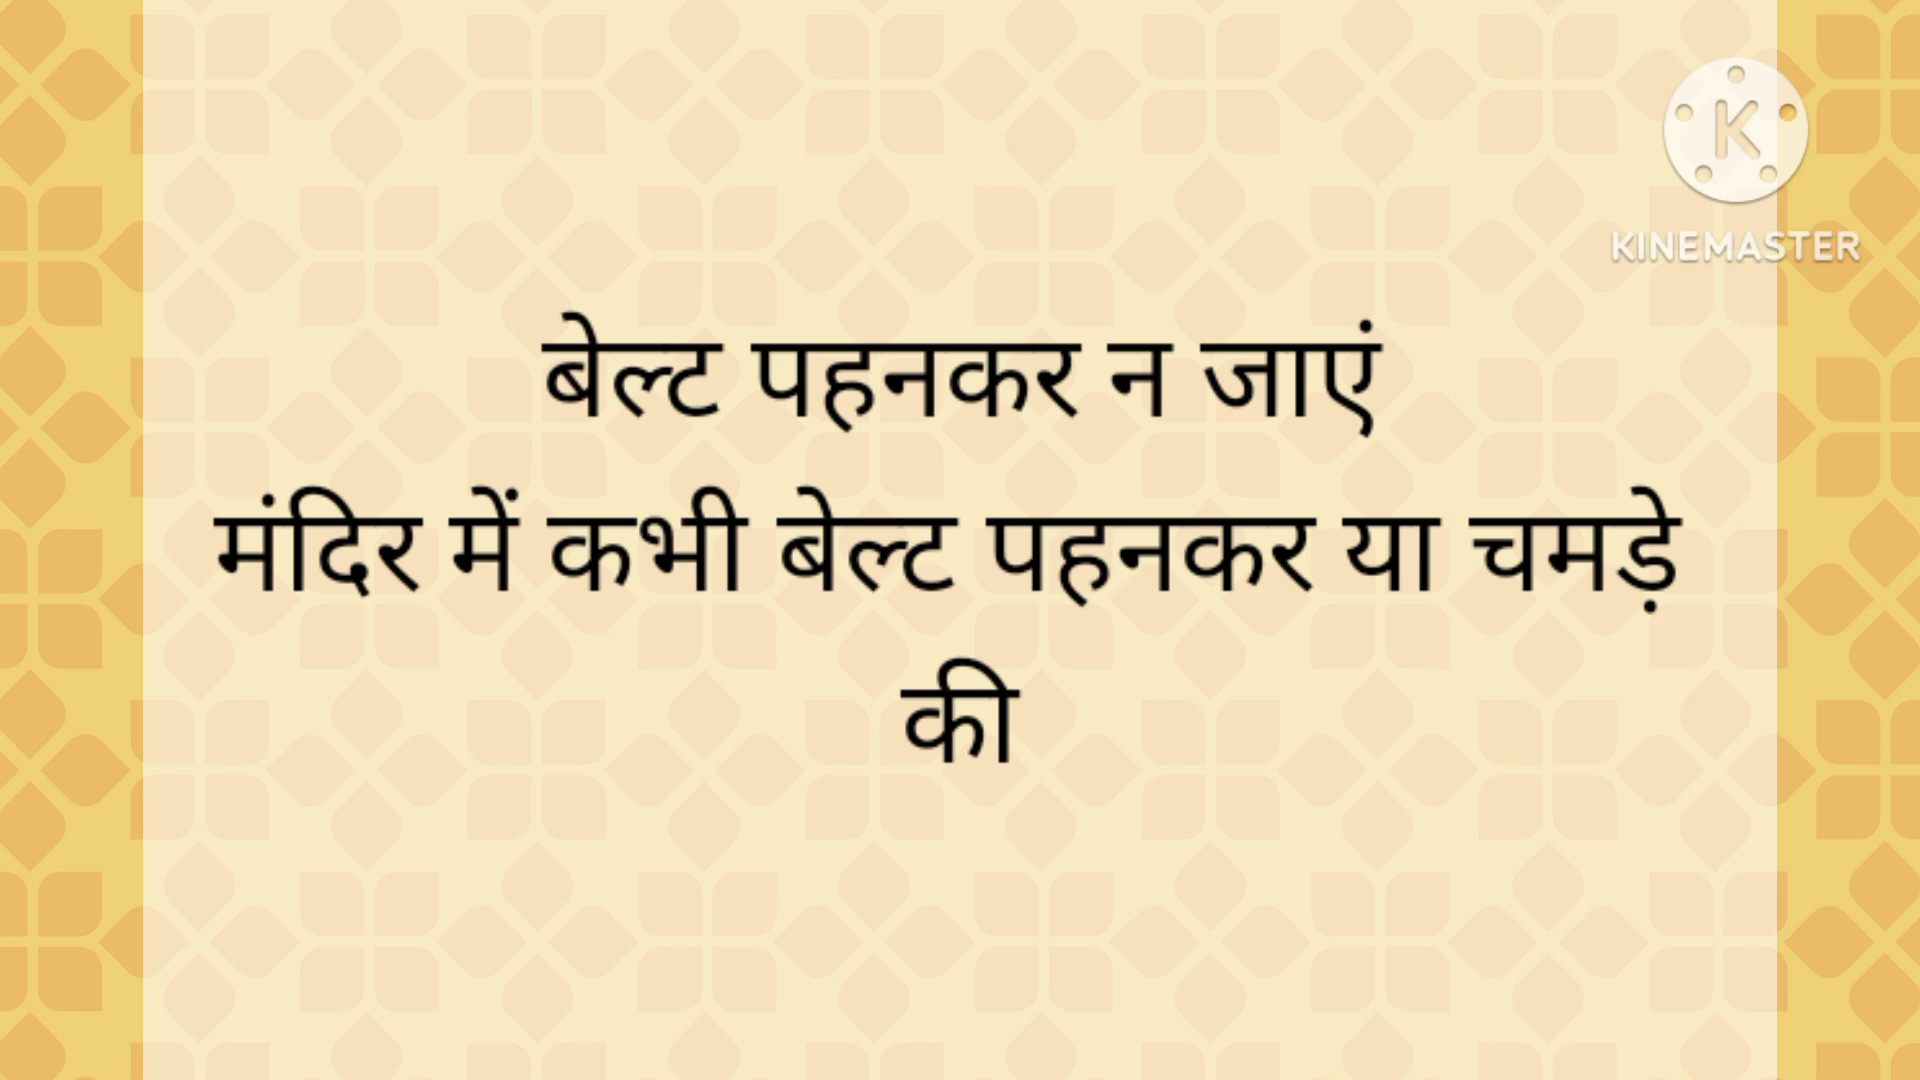 KINEMASTER
बेल्ट पहनकर न जाएं
मंदिर में कभी बेल्ट पहनकर या चमड़े
की